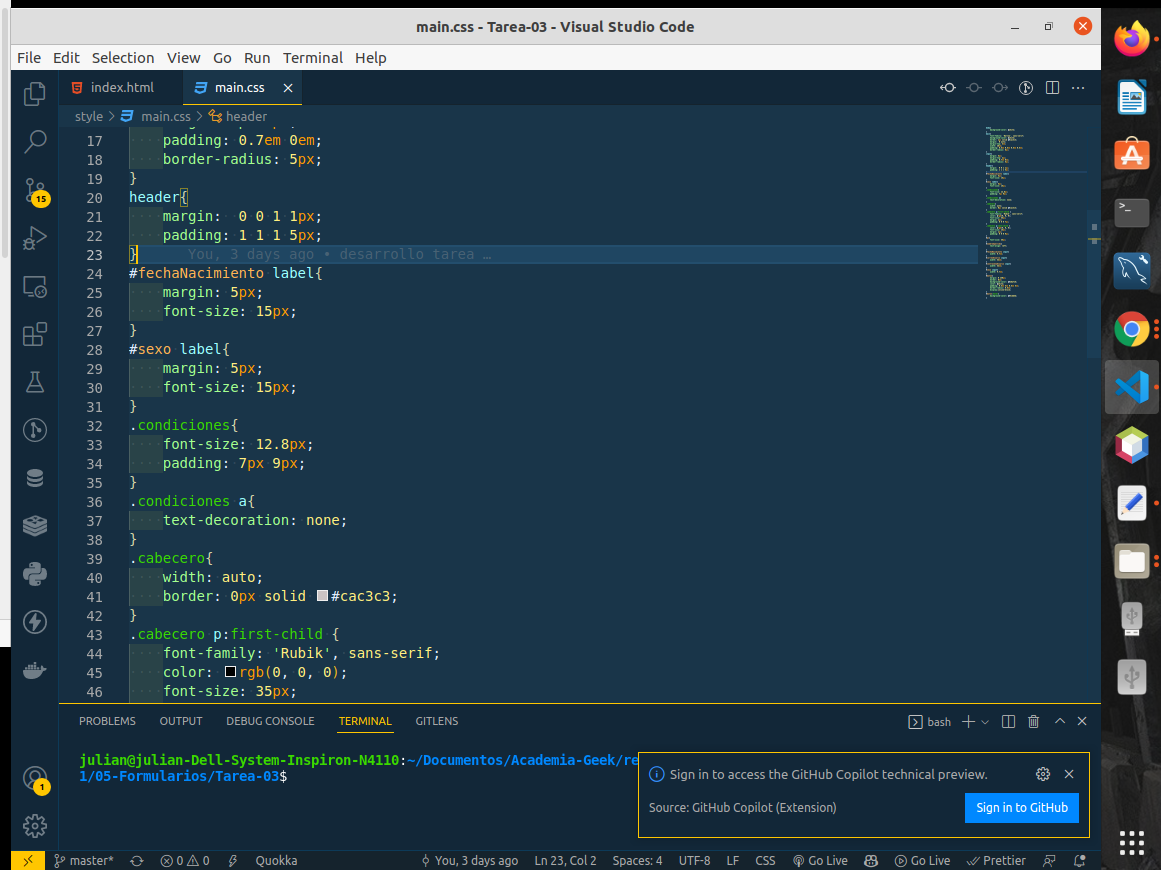 main.css - Tarea-03 - Visual Studio Code
File Edit Selection View Go Run Terminal Help
index.html main.css
style > main.css > header
17 padding: 0.7em 0em;
18 border-radius: 5px;
19 }
20 header{
21 margin: 0 0 1 1px;
22 padding: 1 1 1 5px;
23 } You, 3 days ago • desarrollo tarea …
24 #fechaNacimiento label{
25 margin: 5px;
26 font-size: 15px;
27 }
28 #sexo label{
29 margin: 5px;
30 font-size: 15px;
31 }
32 .condiciones{
33 font-size: 12.8px;
34 padding: 7px 9px;
35 }
36 .condiciones a{
37 text-decoration: none;
38 }
39 .cabecero{
40 width: auto;
41 border: 0px solid #cac3c3;
42 }
43 .cabecero p:first-child {
44 font-family: 'Rubik', sans-serif;
45 color: rgb(0, 0, 0);
46 font-size: 35px;
15
1
PROBLEMS OUTPUT DEBUG CONSOLE TERMINAL GITLENS bash
julian@julian-Dell-System-Inspiron-N4110:~/Documentos/Academia-Geek/re
1/05-Formularios/Tarea-03$
Sign in to access the GitHub Copilot technical preview.
Source: GitHub Copilot (Extension) Sign in to GitHub
master* 0 0 Quokka You, 3 days ago Ln 23, Col 2 Spaces: 4 UTF-8 LF CSS Go Live Go Live Prettier